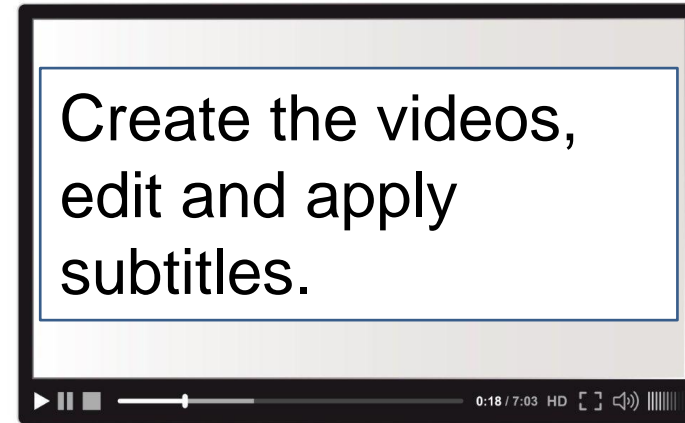 Create the videos,
edit and apply
subtitles.
0:18 / 7:03 HD